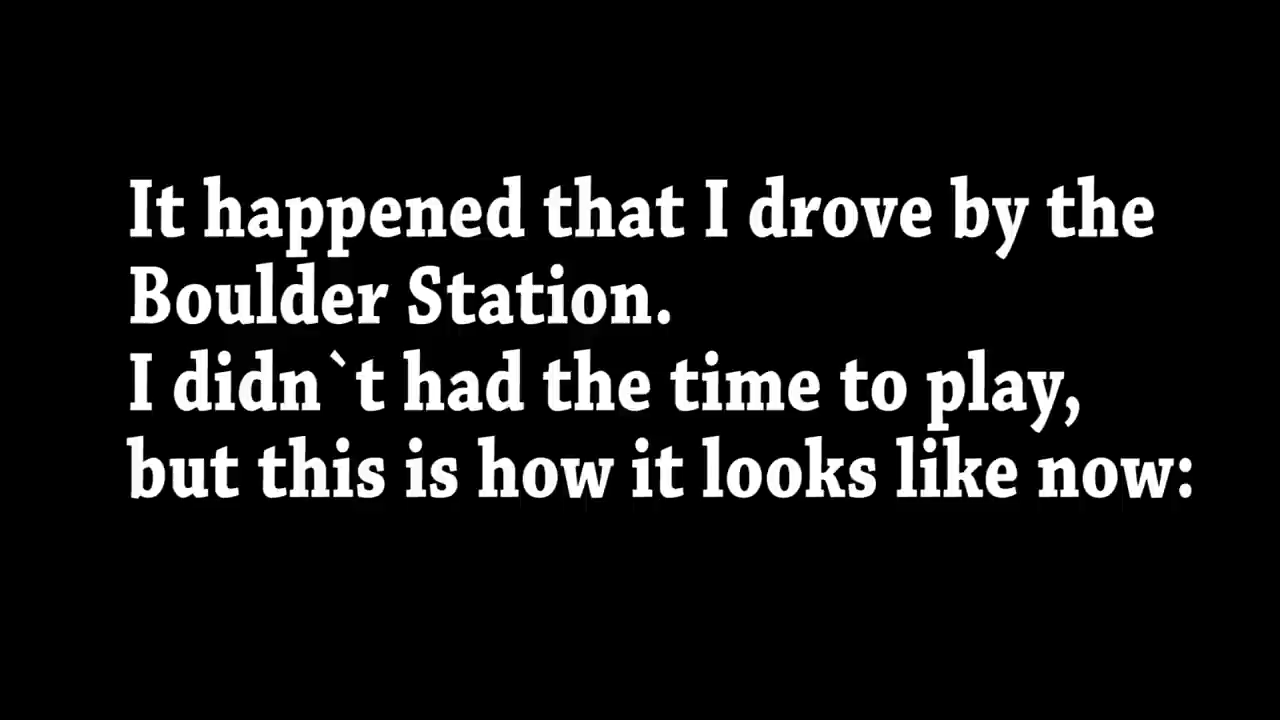 It happened that I drove by the
Boulder Station.
I didn`t had the time to play,
but this is how it looks like now: